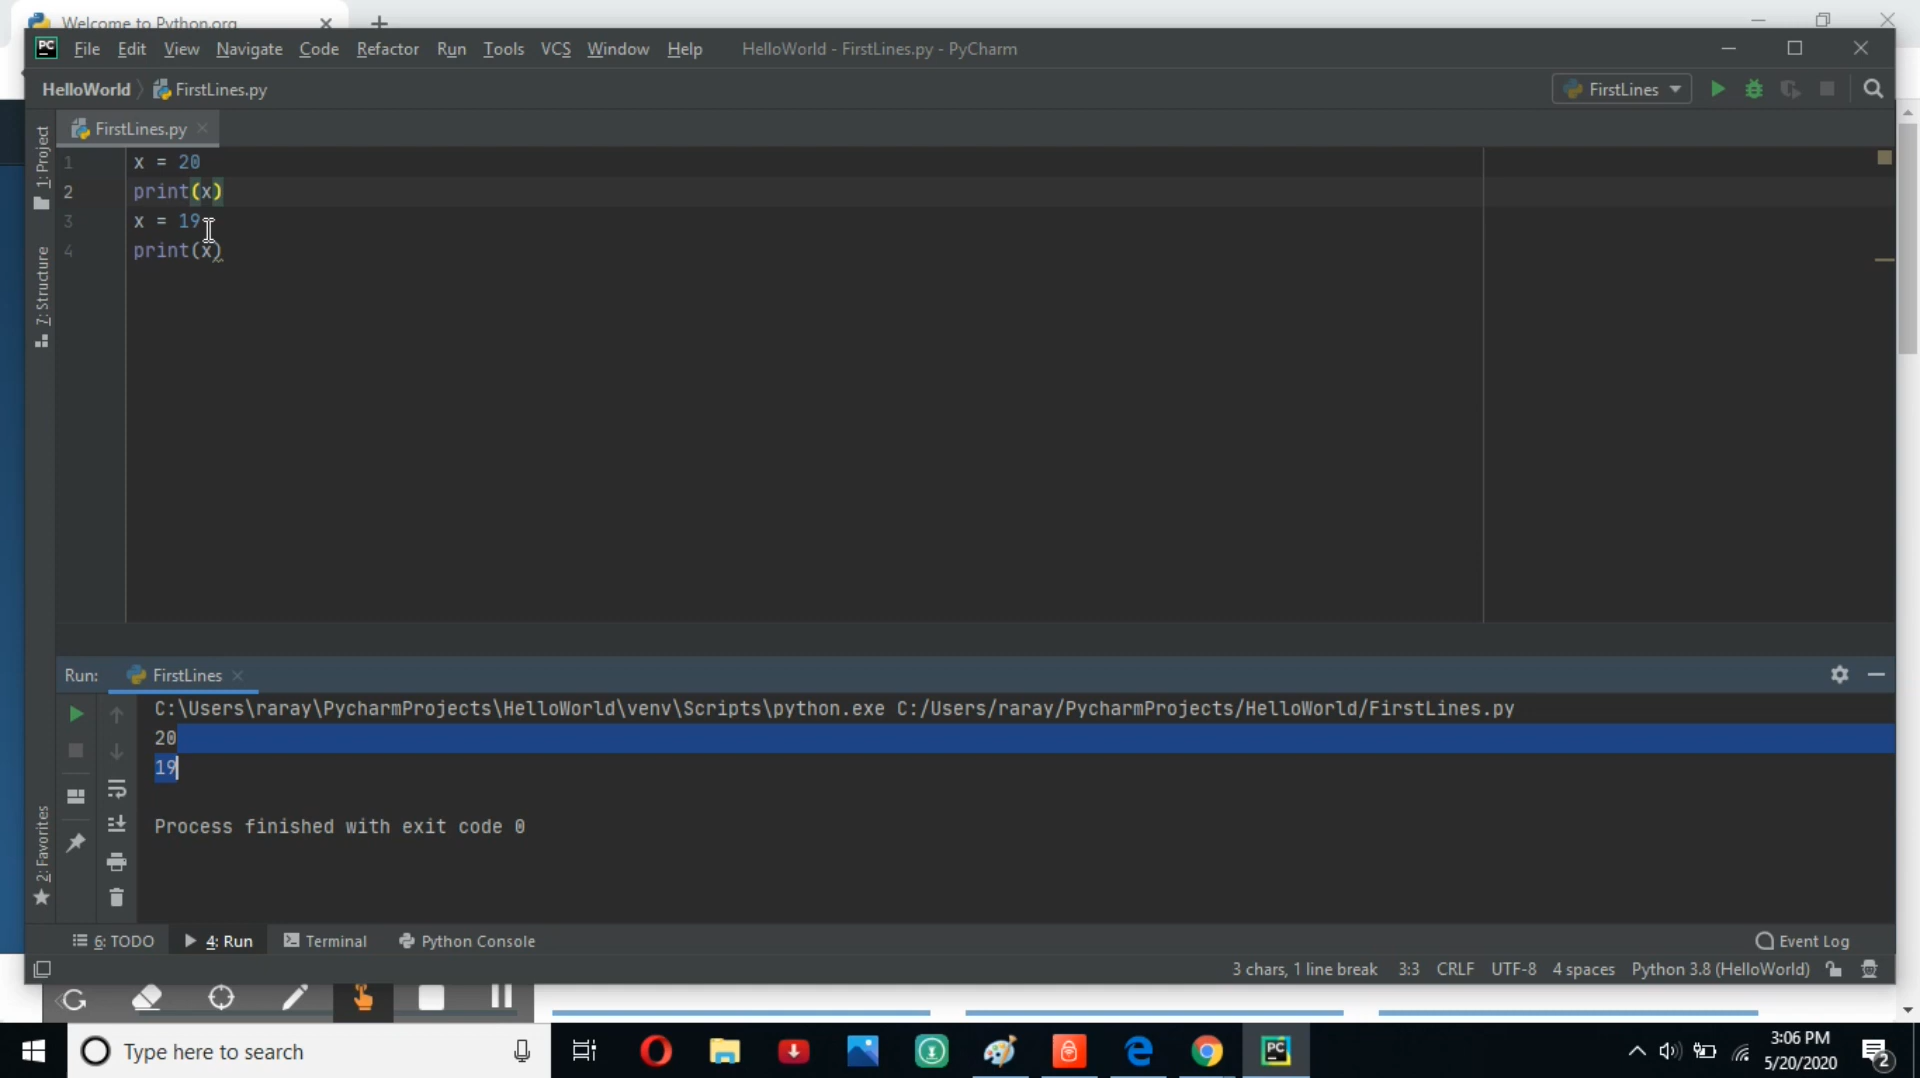 Welcome to Python.org
PC File Edit View Navigate Code Refactor Run Tools VCS Window Help HelloWorld - FirstLines.py - PyCharm
HelloWorld FirstLines.py FirstLines
FirstLines.py
1: Project
7: Structure
2: Favorites
1 x = 20
2 print(x)
3 x = 19
4 print(x)
Run: FirstLines
C:\Users\raray\PycharmProjects\HelloWorld\venv\Scripts\python.exe C:/Users/raray/PycharmProjects/HelloWorld/FirstLines.py
20
19
Process finished with exit code 0
6: TODO 4: Run Terminal Python Console Event Log
3 chars, 1 line break 3:3 CRLF UTF-8 4 spaces Python 3.8 (HelloWorld)
Type here to search PC 3:06 PM
5/20/2020 2